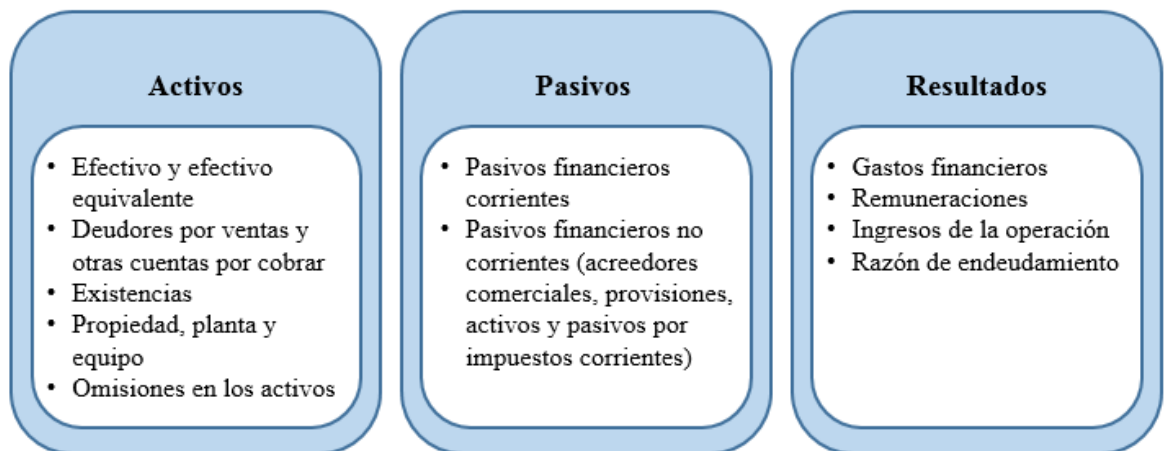 Activos
• Efectivo y efectivo
equivalente
• Deudores por ventas y
otras cuentas por cobrar
• Existencias
• Propiedad, planta y
equipo
• Omisiones en los activos
Pasivos
• Pasivos financieros
corrientes
• Pasivos financieros no
corrientes (acreedores
comerciales, provisiones,
activos y pasivos por
impuestos corrientes)
Resultados
• Gastos financieros
• Remuneraciones
• Ingresos de la operación
• Razón de endeudamiento